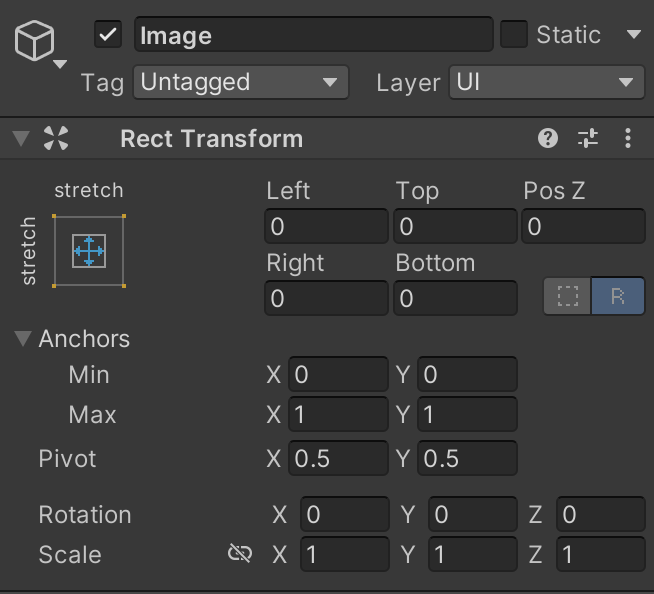 Image Static
Tag Untagged Layer UI
Rect Transform
stretch Left Top Pos Z
stretch 0 0 0
Right Bottom
0 0 R
Anchors
Min X 0 Y 0
Max X 1 Y 1
Pivot X 0.5 Y 0.5
Rotation X 0 Y 0 Z 0
Scale X 1 Y 1 Z 1